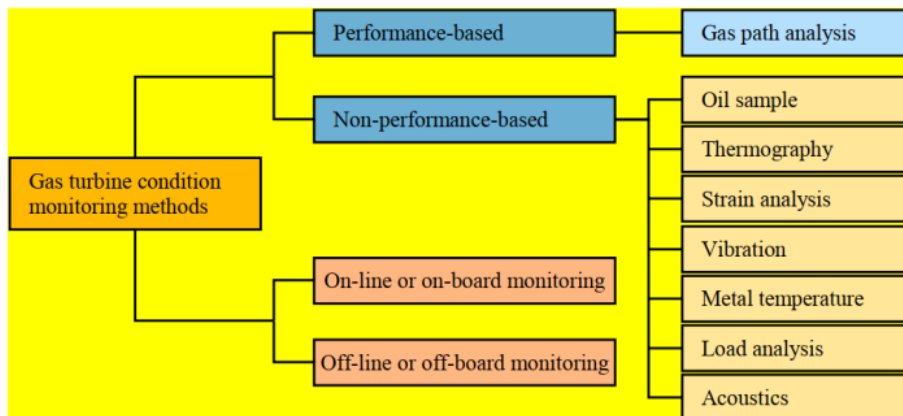 Performance-based
Gas path analysis
Non-performance-based
Oil sample
Thermography
Strain analysis
Vibration
Metal temperature
Load analysis
Acoustics
Gas turbine condition
monitoring methods
On-line or on-board monitoring
Off-line or off-board monitoring